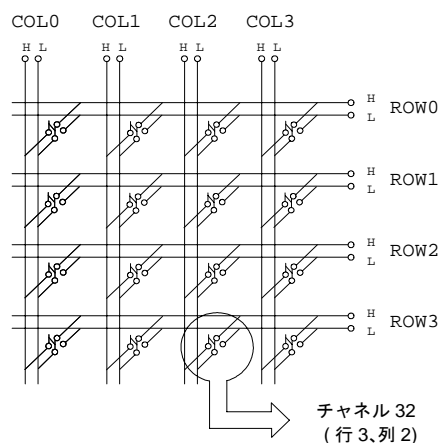 COL0 COL1 COL2 COL3
H L H L H L H L
H
ROW0
L
H
ROW1
L
H
ROW2
L
H
ROW3
L
チャネル 32
( 行 3、列 2)